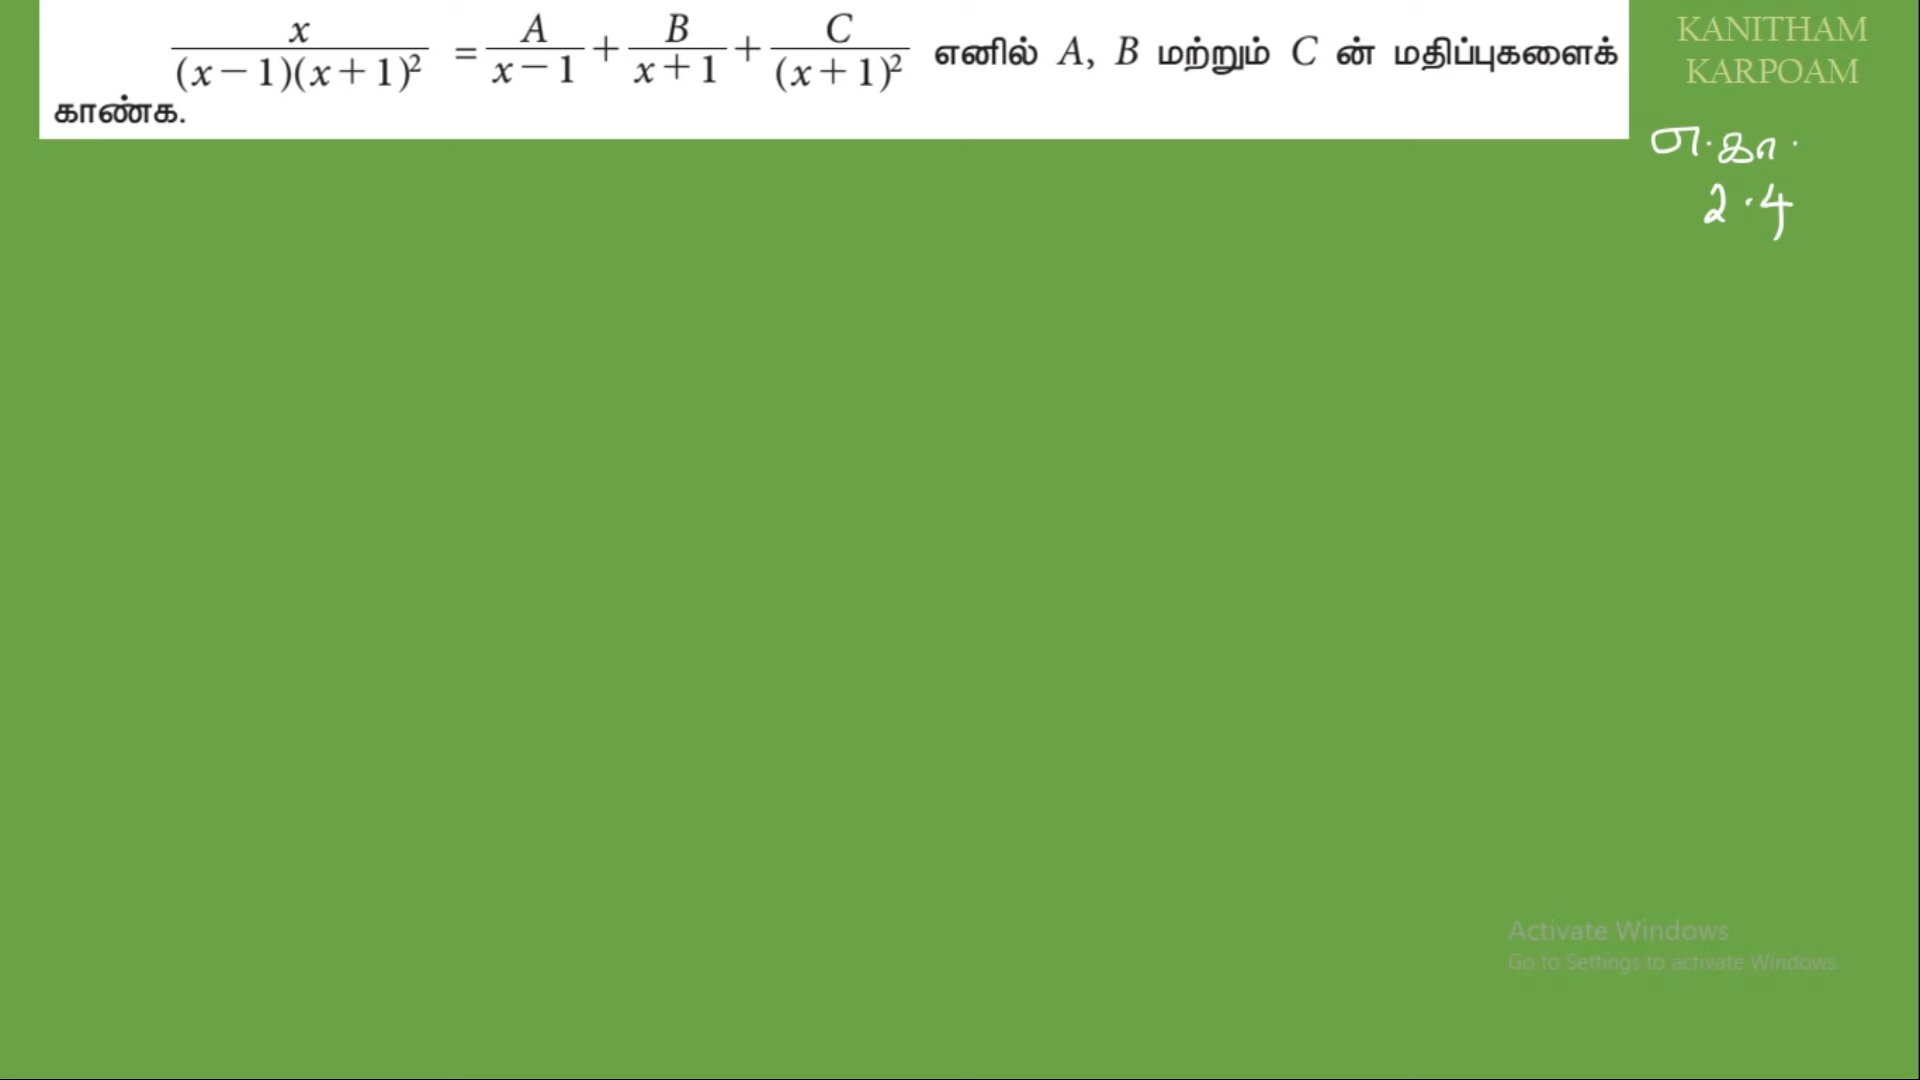 x/((x−1)(x+1)²) = A/(x−1) + B/(x+1) + C/(x+1)² எனில் A, B மற்றும் C ன் மதிப்புகளைக்
காண்க.
KANITHAM
KARPOAM
எ.கா.
2.4
Activate Windows
Go to Settings to activate Windows.